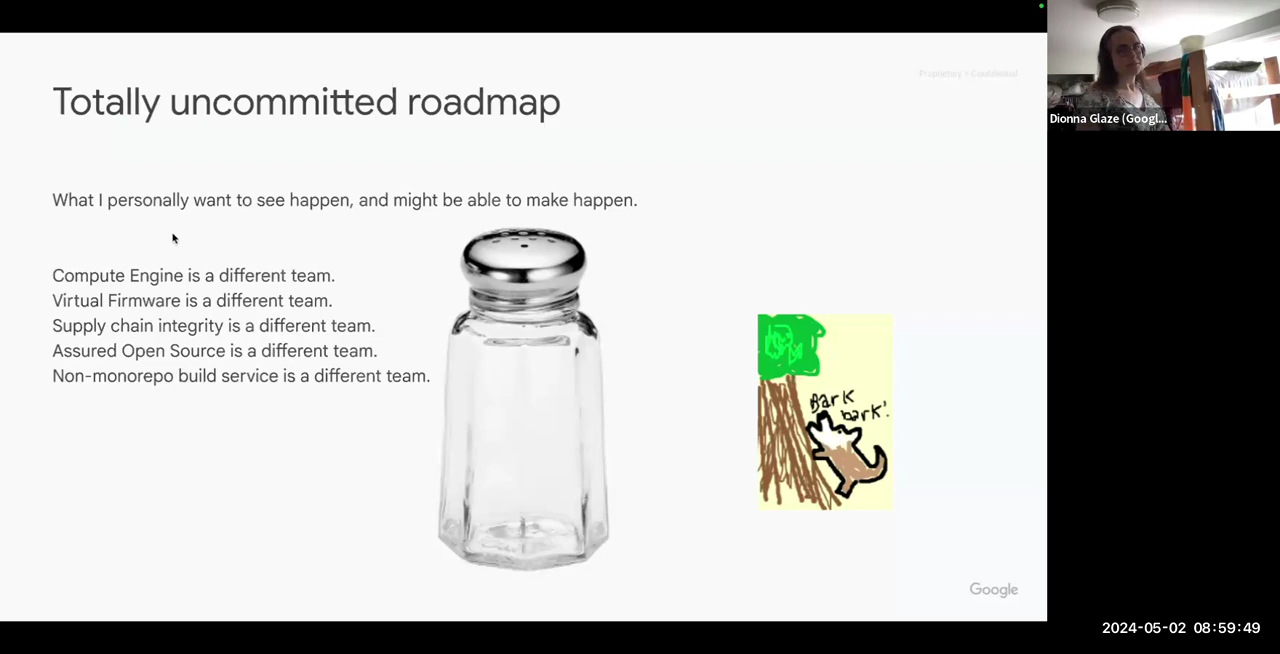 Proprietary + Confidential
Totally uncommitted roadmap
What I personally want to see happen, and might be able to make happen.
Compute Engine is a different team.
Virtual Firmware is a different team.
Supply chain integrity is a different team.
Assured Open Source is a different team.
Non-monorepo build service is a different team.
Bark
bark!
Google
Dionna Glaze (Googl...
2024-05-02 08:59:49